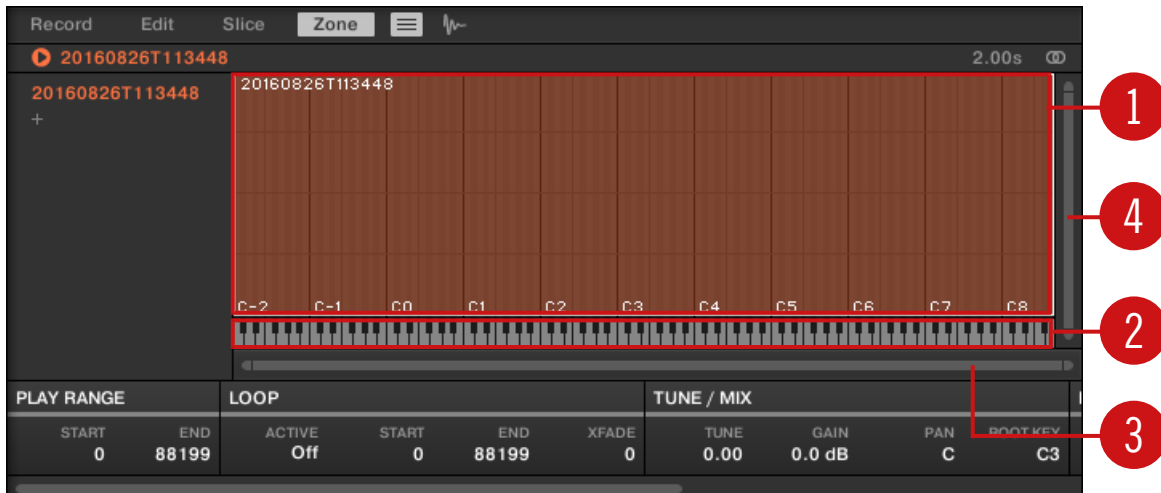 Record Edit Slice Zone
20160826T113448 2.00s
20160826T113448
+
20160826T113448
C-2 C-1 C0 C1 C2 C3 C4 C5 C6 C7 C8
1
4
2
3
PLAY RANGE LOOP TUNE / MIX
START END ACTIVE START END XFADE TUNE GAIN PAN ROOT KEY
0 88199 Off 0 88199 0 0.00 0.0 dB C C3